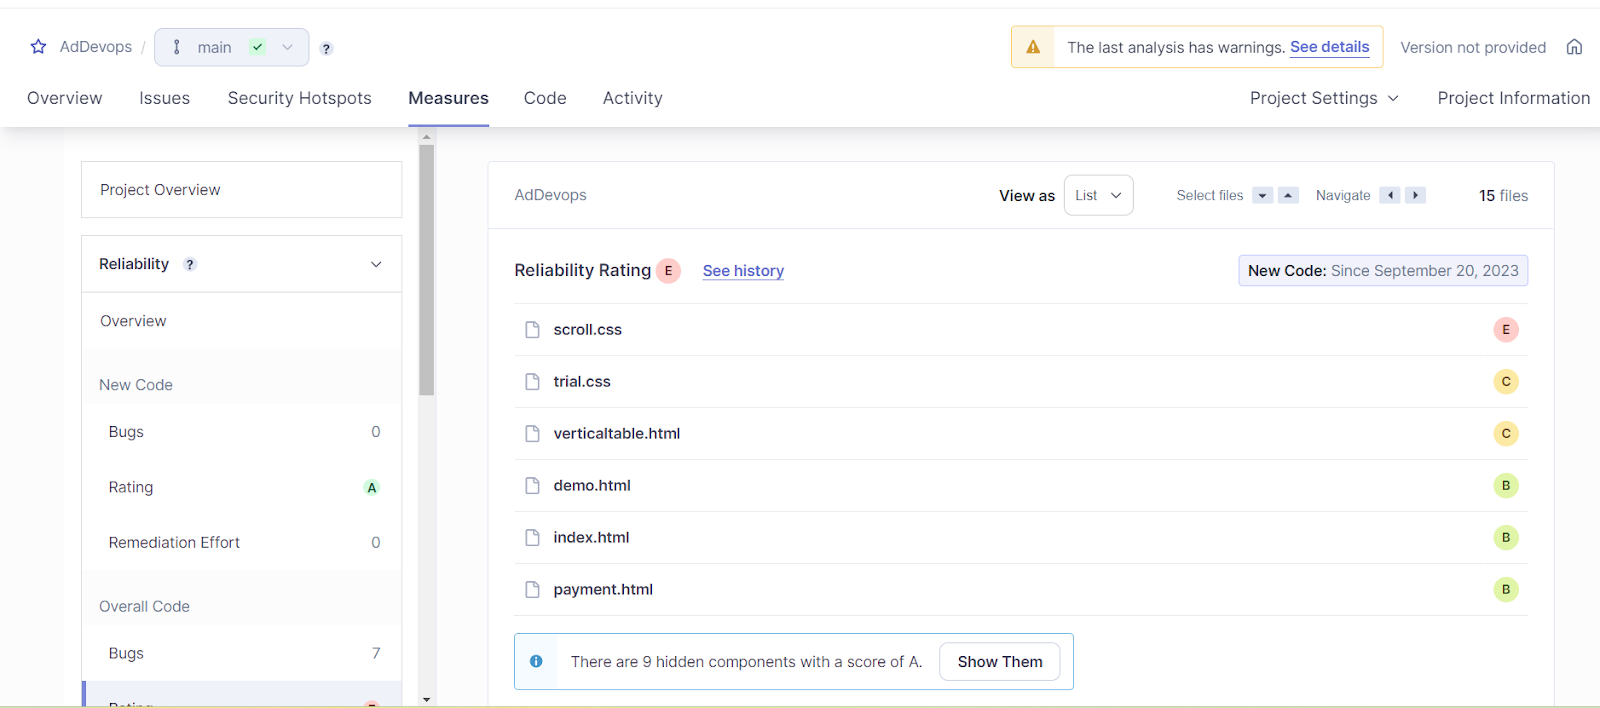 AdDevops / main ?
The last analysis has warnings. See details
Version not provided
Overview Issues Security Hotspots Measures Code Activity
Project Settings Project Information
Project Overview
Reliability ?
Overview
New Code
Bugs 0
Rating A
Remediation Effort 0
Overall Code
Bugs 7
Rating E
AdDevops View as List Select files Navigate 15 files
Reliability Rating E See history New Code: Since September 20, 2023
scroll.css E
trial.css C
verticaltable.html C
demo.html B
index.html B
payment.html B
There are 9 hidden components with a score of A. Show Them